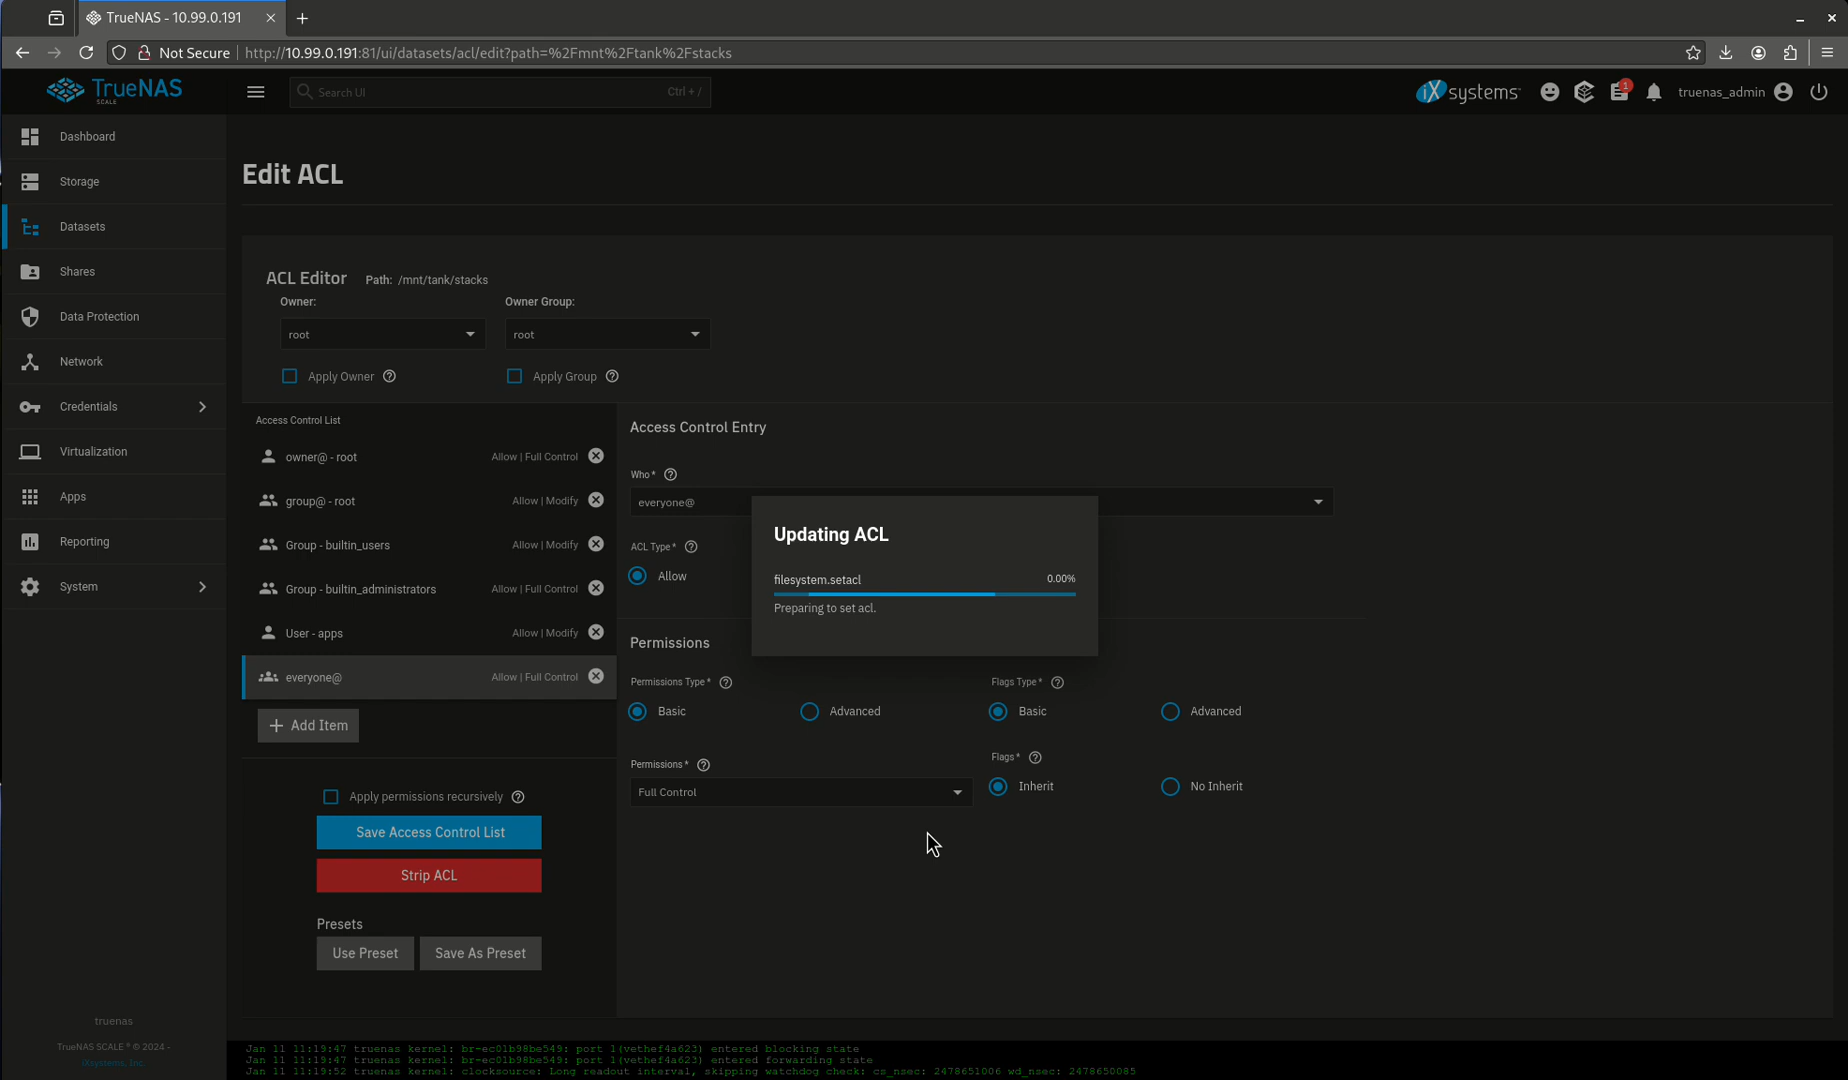 TrueNAS - 10.99.0.191
Not Secure
http://10.99.0.191:81/ui/datasets/acl/edit?path=%2Fmnt%2Ftank%2Fstacks
TrueNAS
SCALE
Search UI
Ctrl + /
iXsystems
1
truenas_admin
Dashboard
Storage
Datasets
Shares
Data Protection
Network
Credentials
Virtualization
Apps
Reporting
System
truenas
TrueNAS SCALE ® © 2024 -
iXsystems, Inc
Edit ACL
ACL Editor Path: /mnt/tank/stacks
Owner: Owner Group:
root root
Apply Owner Apply Group
Access Control List
owner@ - root Allow | Full Control
group@ - root Allow | Modify
Group - builtin_users Allow | Modify
Group - builtin_administrators Allow | Full Control
User - apps Allow | Modify
everyone@ Allow | Full Control
Add Item
Apply permissions recursively
Save Access Control List
Strip ACL
Presets
Use Preset Save As Preset
Access Control Entry
Who *
everyone@
ACL Type *
Allow
Updating ACL
filesystem.setacl 0.00%
Preparing to set acl.
Permissions
Permissions Type * Flags Type *
Basic Advanced Basic Advanced
Permissions * Flags *
Full Control Inherit No Inherit
Jan 11 11:19:47 truenas kernel: br-ec01b98be549: port 1(vethef4a623) entered blocking state
Jan 11 11:19:47 truenas kernel: br-ec01b98be549: port 1(vethef4a623) entered forwarding state
Jan 11 11:19:52 truenas kernel: clocksource: Long readout interval, skipping watchdog check: cs_nsec: 2478651006 wd_nsec: 2478650085